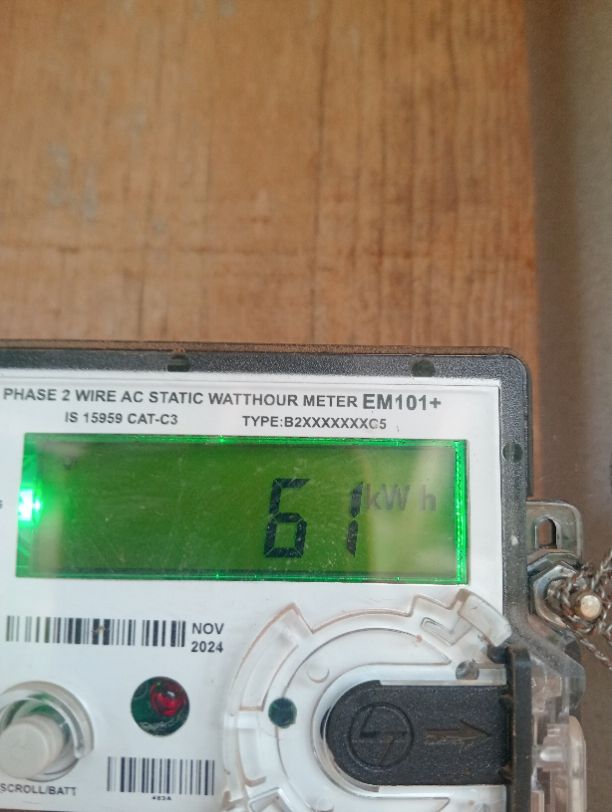 PHASE 2 WIRE AC STATIC WATTHOUR METER EM101+
IS 15959 CAT-C3 TYPE:B2XXXXXXXC5
61 kWh
NOV
2024
SCROLL/BATT